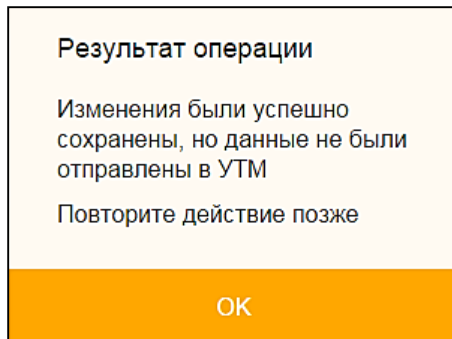 Результат операции
Изменения были успешно
сохранены, но данные не были
отправлены в УТМ
Повторите действие позже
OK